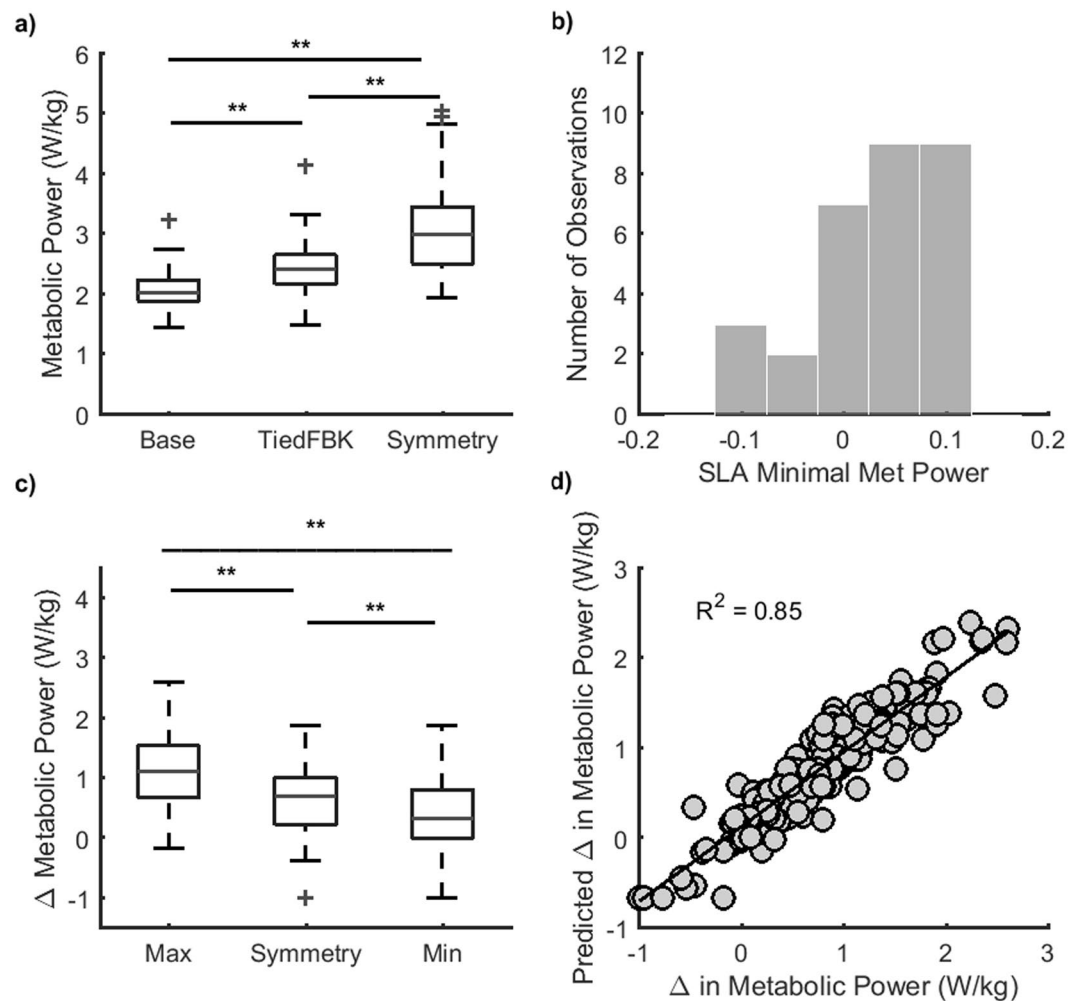 a)
**
**
**
Metabolic Power (W/kg)
6
5
4
3
2
1
0
Base TiedFBK Symmetry
b)
Number of Observations
12
10
8
6
4
2
0
-0.2 -0.1 0 0.1 0.2
SLA Minimal Met Power
c)
**
**
**
Δ Metabolic Power (W/kg)
4
3
2
1
0
-1
Max Symmetry Min
d)
Predicted Δ in Metabolic Power (W/kg)
3
2
1
0
-1
R² = 0.85
-1 0 1 2 3
Δ in Metabolic Power (W/kg)